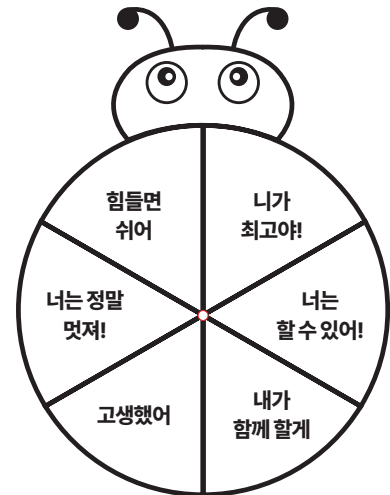 힘들면
쉬어
니가
최고야!
너는 정말
멋져!
너는
할 수 있어!
고생했어
내가
함께 할게